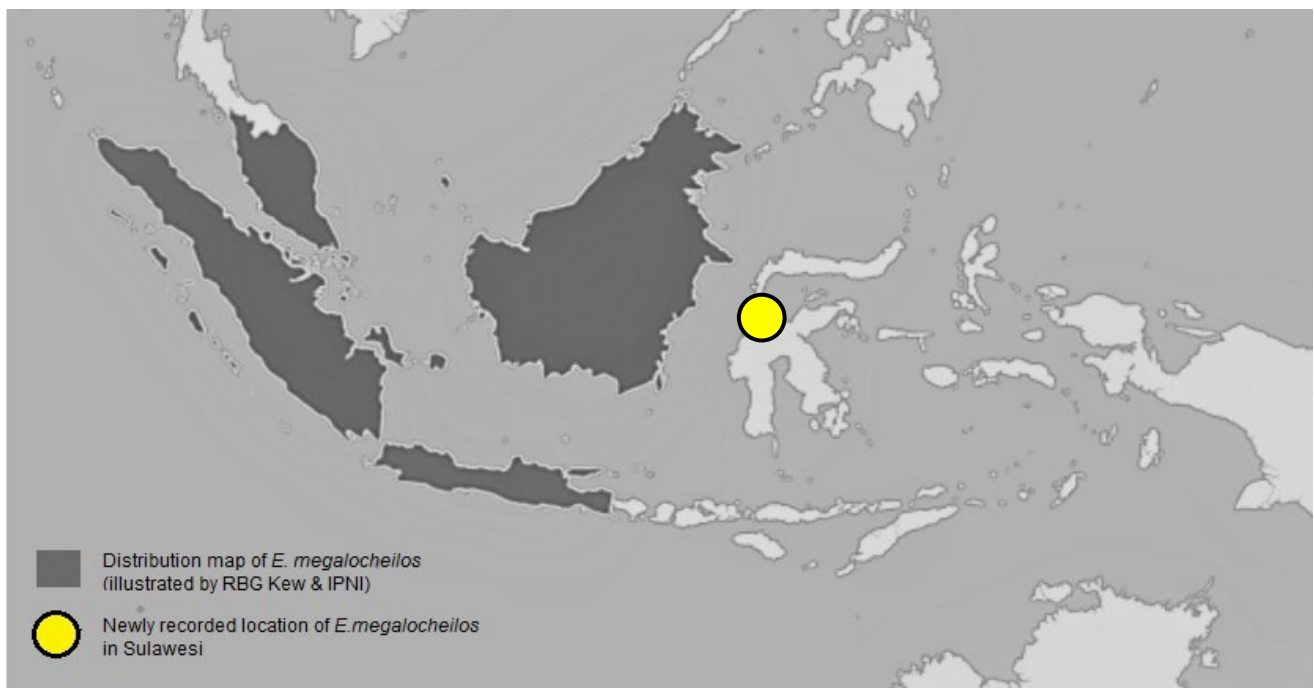 Distribution map of E. megalocheilos
(illustrated by RBG Kew & IPNI)
Newly recorded location of E.megalocheilos
in Sulawesi